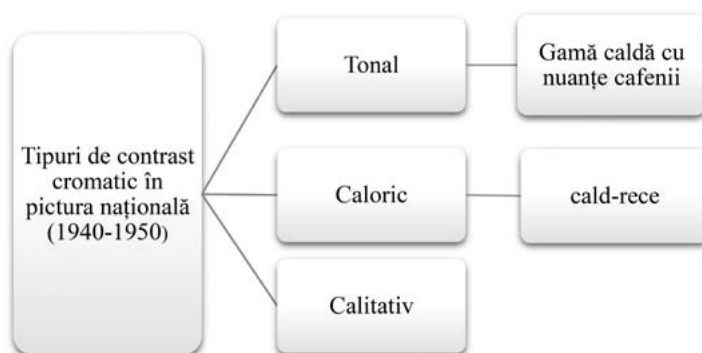 Tipuri de contrast
cromatic în
pictura națională
(1940-1950)
Tonal
Gamă caldă cu
nuanțe cafenii
Caloric
cald-rece
Calitativ